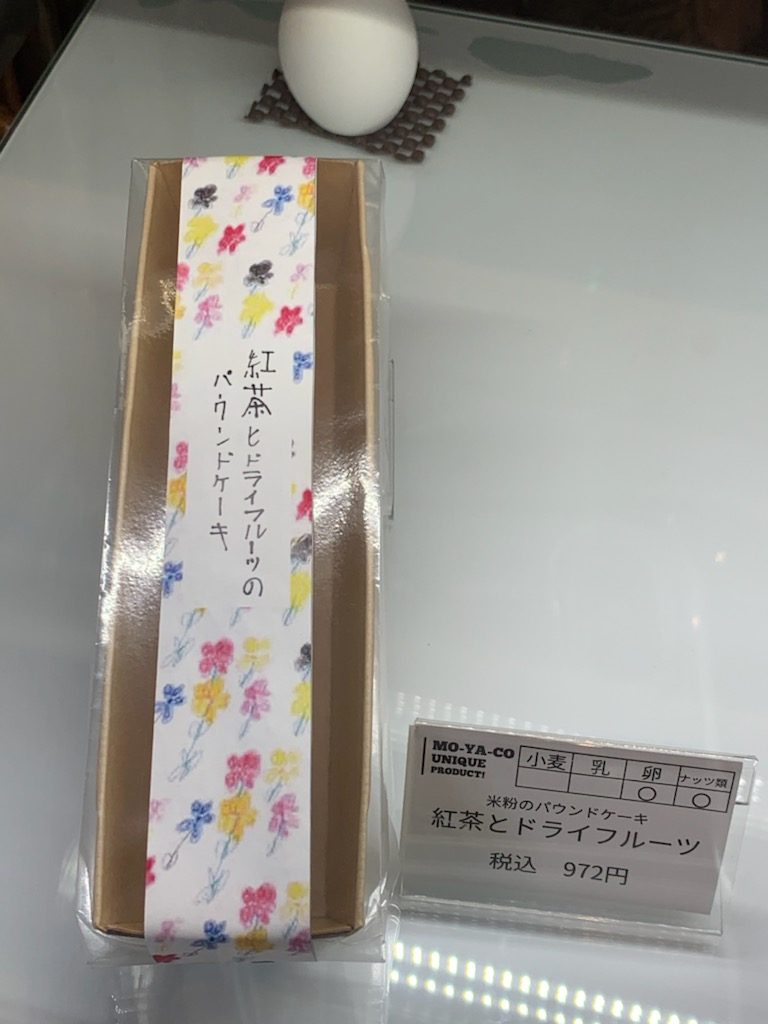 紅茶とドライフルーツの
パウンドケーキ
MO-YA-CO
UNIQUE
PRODUCT!
小麦 乳 卵 ナッツ類
○ ○
米粉のパウンドケーキ
紅茶とドライフルーツ
税込 972円